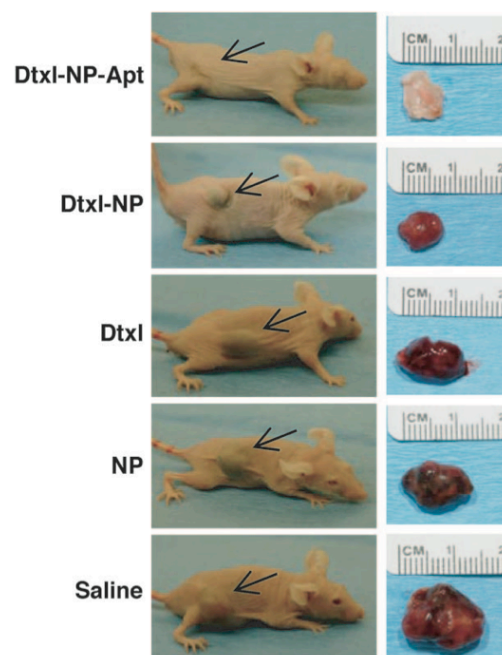 Dtxl-NP-Apt
CM 1 2
Dtxl-NP
CM 1 2
Dtxl
CM 1 2
NP
CM 1 2
Saline
CM 1 2